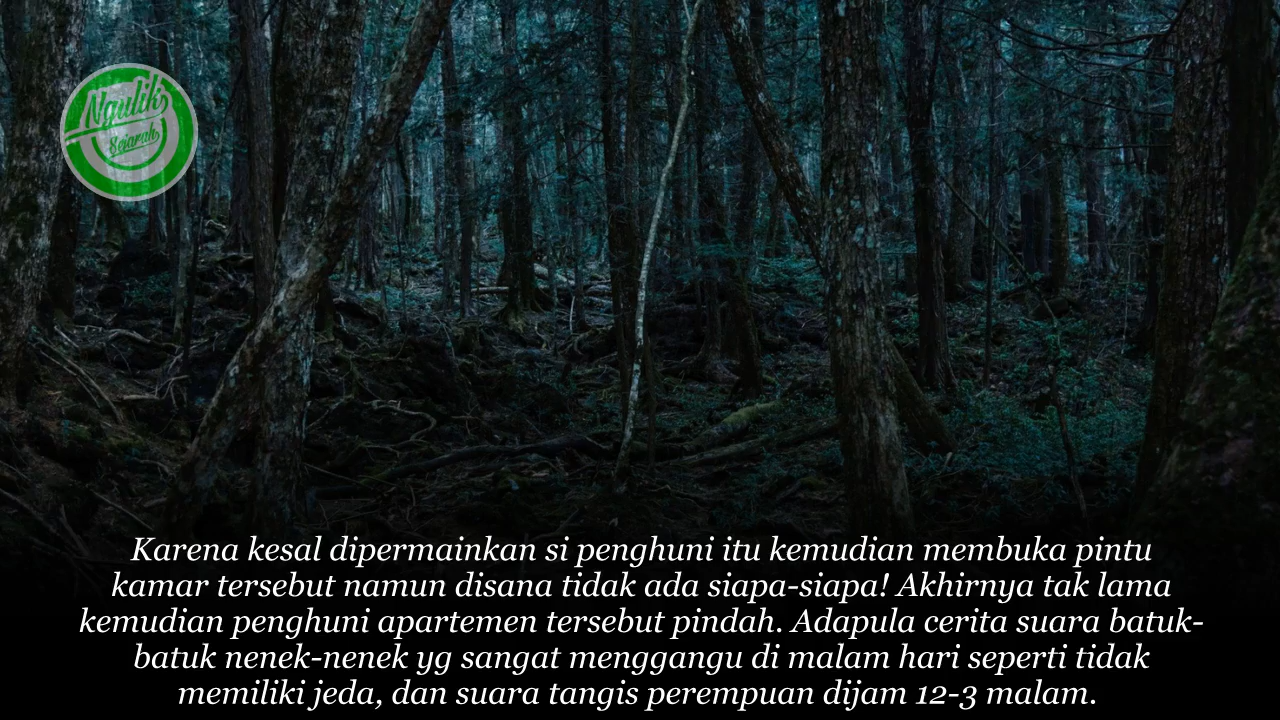 Ngulik
Sejarah
Karena kesal dipermainkan si penghuni itu kemudian membuka pintu
kamar tersebut namun disana tidak ada siapa-siapa! Akhirnya tak lama
kemudian penghuni apartemen tersebut pindah. Adapula cerita suara batuk-
batuk nenek-nenek yg sangat menggangu di malam hari seperti tidak
memiliki jeda, dan suara tangis perempuan dijam 12-3 malam.